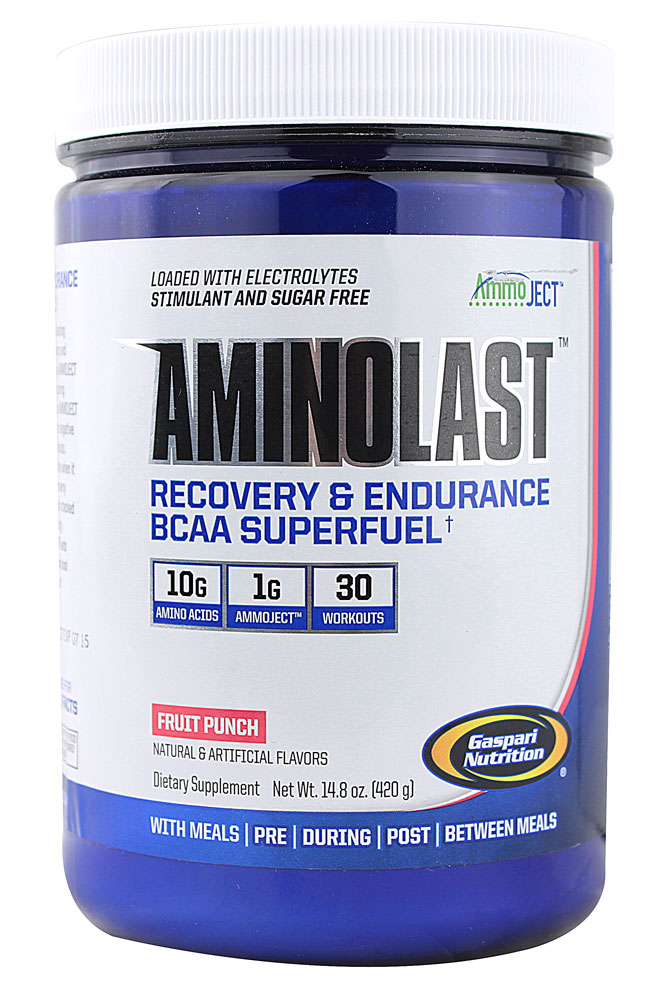 LOADED WITH ELECTROLYTES
STIMULANT AND SUGAR FREE
AmmoJECT™
AMINOLAST™
RECOVERY & ENDURANCE
BCAA SUPERFUEL†
10G
AMINO ACIDS
1G
AMMOJECT™
30
WORKOUTS
FRUIT PUNCH
NATURAL & ARTIFICIAL FLAVORS
Dietary Supplement Net Wt. 14.8 oz. (420 g)
Gaspari
Nutrition®
WITH MEALS | PRE | DURING | POST | BETWEEN MEALS